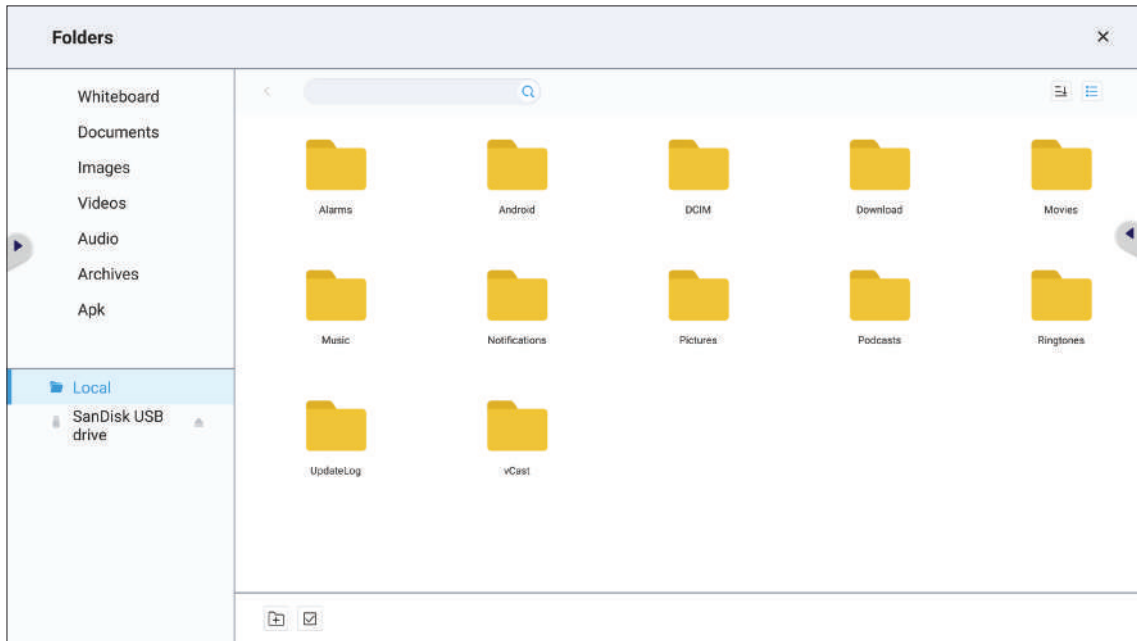 Folders
Whiteboard
Documents
Images
Videos
Audio
Archives
Apk
Local
SanDisk USB
drive
Alarms
Android
DCIM
Download
Movies
Music
Notifications
Pictures
Podcasts
Ringtones
UpdateLog
vCast